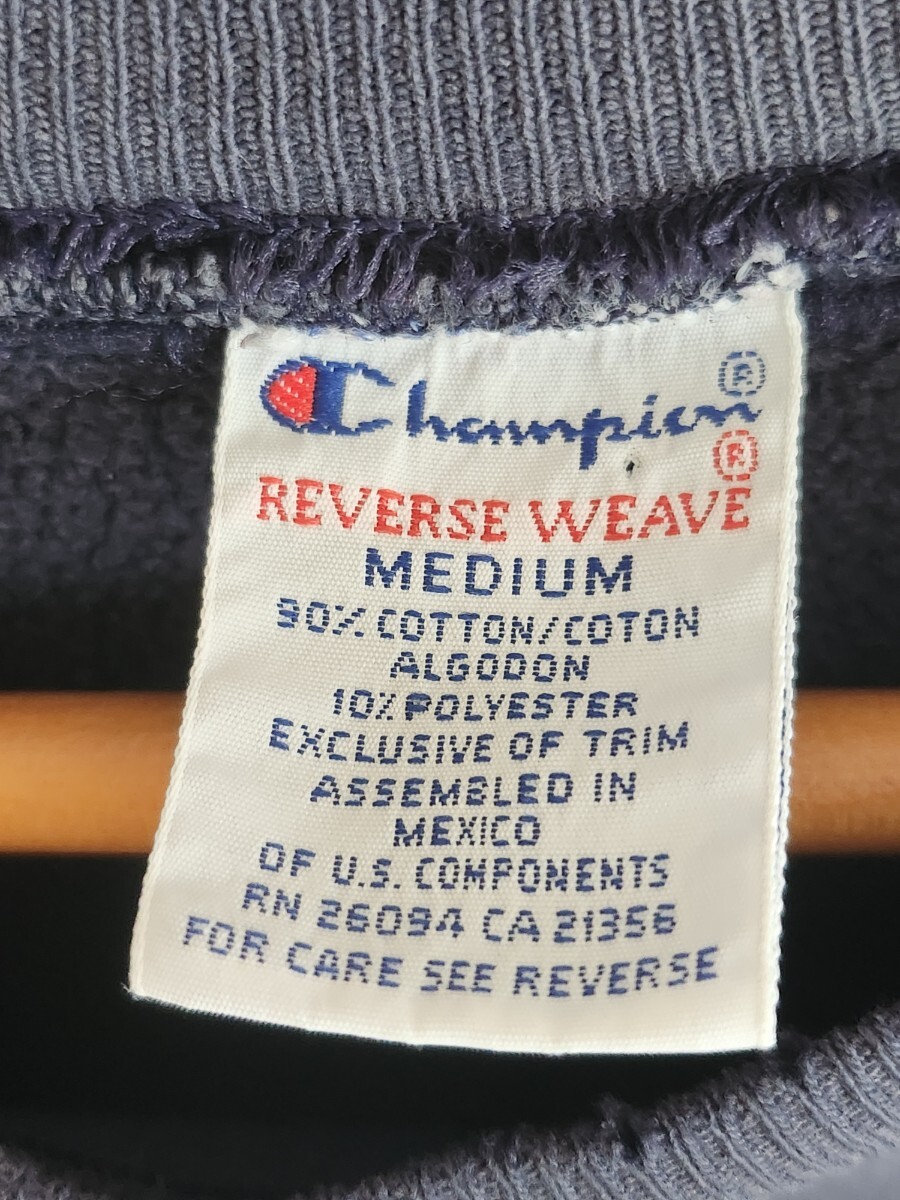 Champion®
REVERSE WEAVE®
MEDIUM
90% COTTON/COTON
ALGODON
10% POLYESTER
EXCLUSIVE OF TRIM
ASSEMBLED IN
MEXICO
OF U.S. COMPONENTS
RN 26094 CA 21356
FOR CARE SEE REVERSE